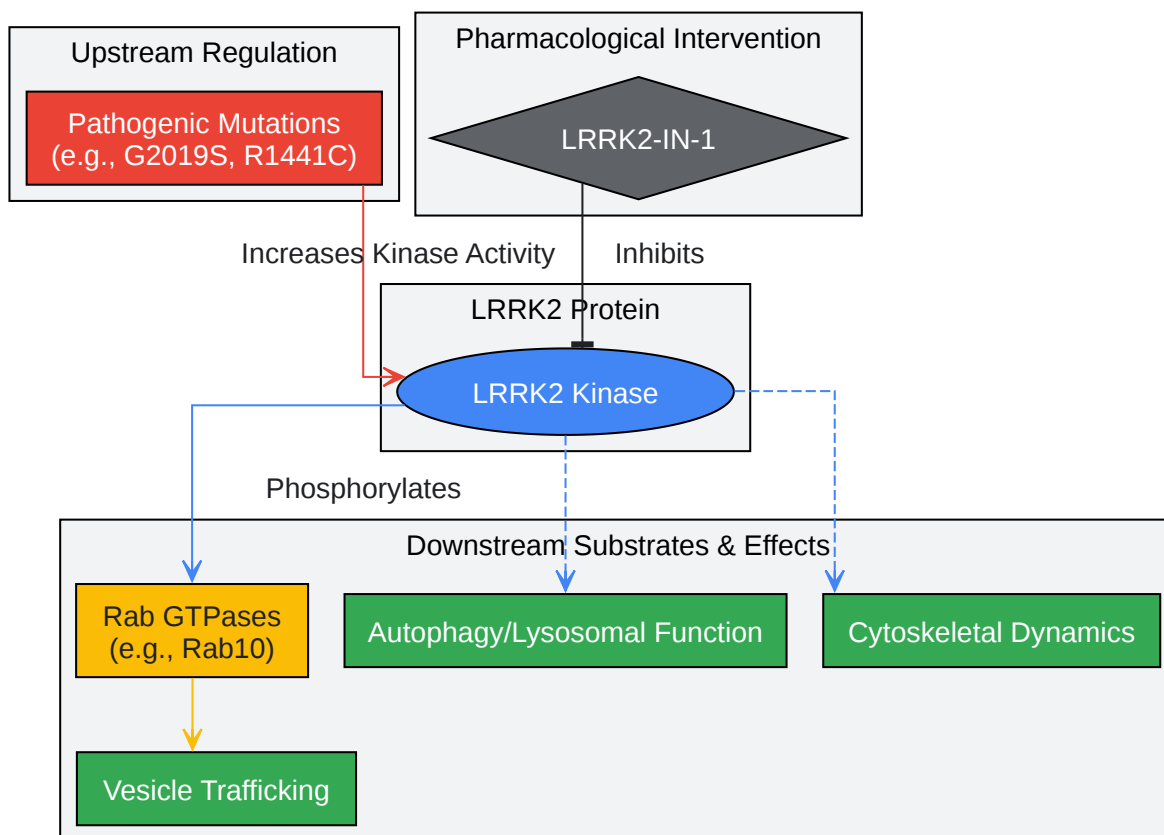 Upstream Regulation
Pathogenic Mutations
(e.g., G2019S, R1441C)
Pharmacological Intervention
LRRK2-IN-1
Increases Kinase Activity
Inhibits
LRRK2 Protein
LRRK2 Kinase
Phosphorylates
Downstream Substrates & Effects
Rab GTPases
(e.g., Rab10)
Autophagy/Lysosomal Function
Cytoskeletal Dynamics
Vesicle Trafficking